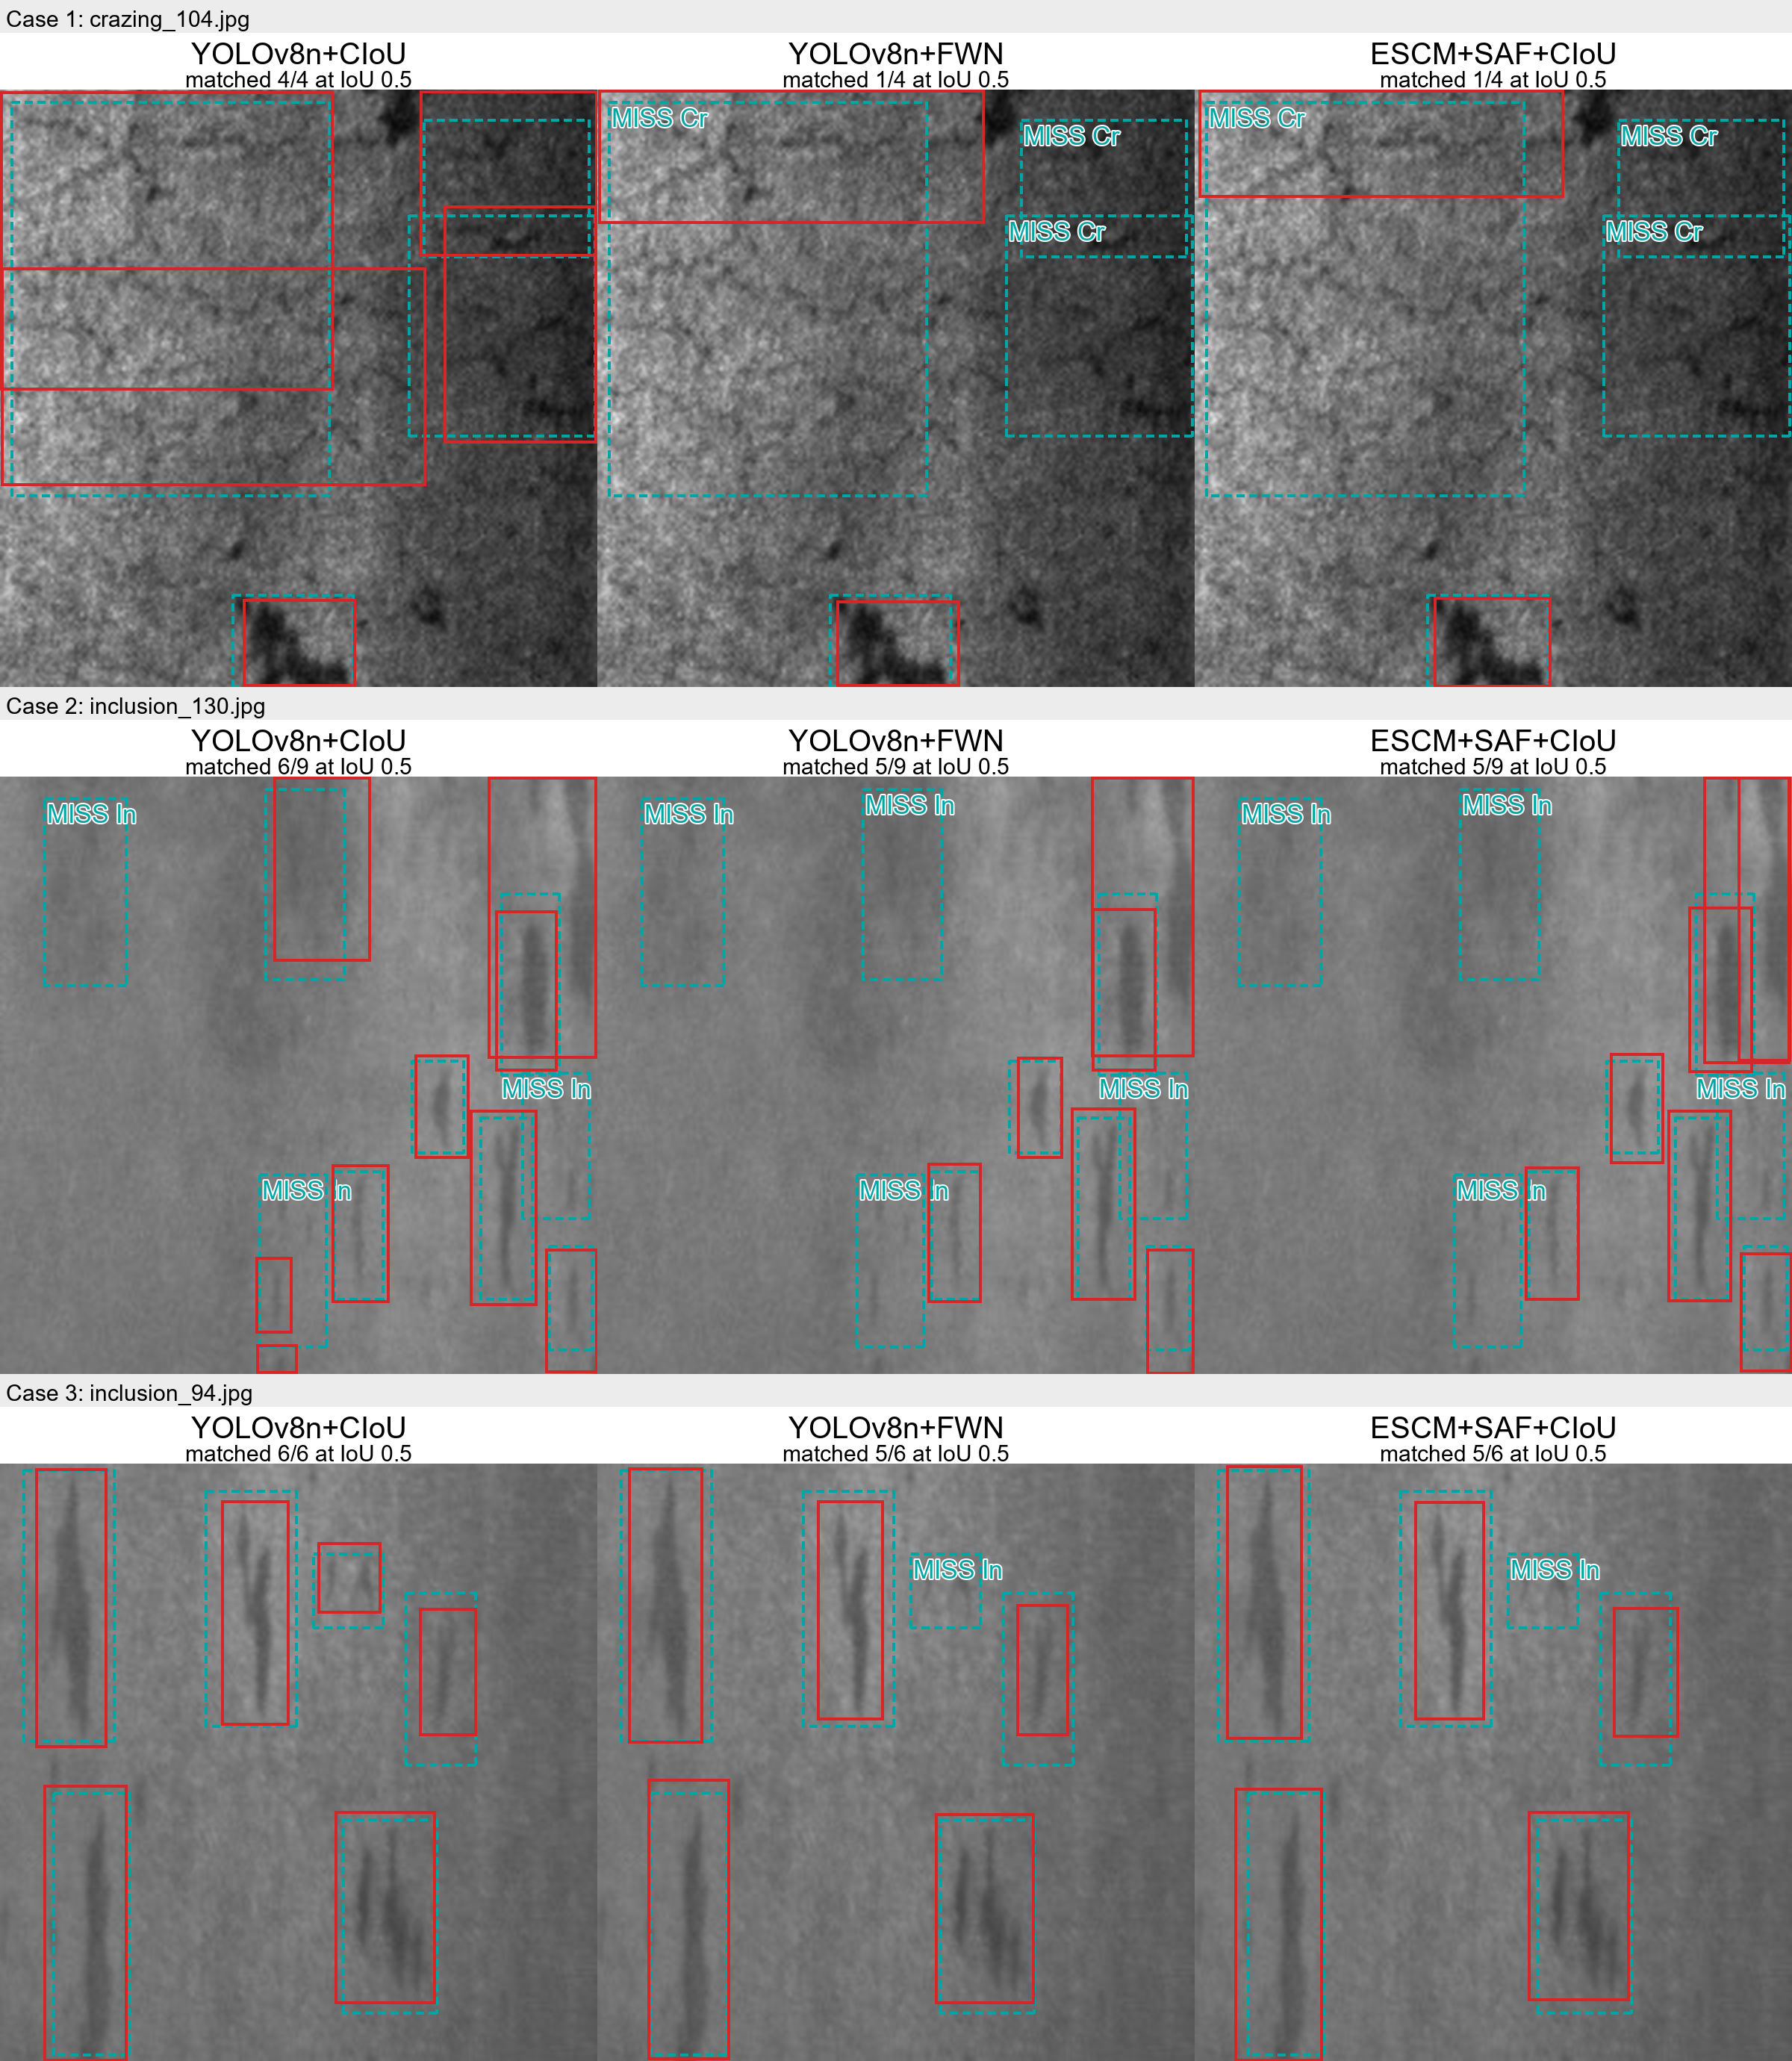 Case 1: crazing_104.jpg
YOLOv8n+CIoU
matched 4/4 at IoU 0.5
YOLOv8n+FWN
matched 1/4 at IoU 0.5
ESCM+SAF+CIoU
matched 1/4 at IoU 0.5
MISS Cr
MISS Cr
MISS Cr
MISS Cr
MISS Cr
MISS Cr
Case 2: inclusion_130.jpg
YOLOv8n+CIoU
matched 6/9 at IoU 0.5
YOLOv8n+FWN
matched 5/9 at IoU 0.5
ESCM+SAF+CIoU
matched 5/9 at IoU 0.5
MISS In
MISS In
MISS In
MISS In
MISS In
MISS In
MISS In
MISS In
MISS In
MISS In
MISS In
Case 3: inclusion_94.jpg
YOLOv8n+CIoU
matched 6/6 at IoU 0.5
YOLOv8n+FWN
matched 5/6 at IoU 0.5
ESCM+SAF+CIoU
matched 5/6 at IoU 0.5
MISS In
MISS In